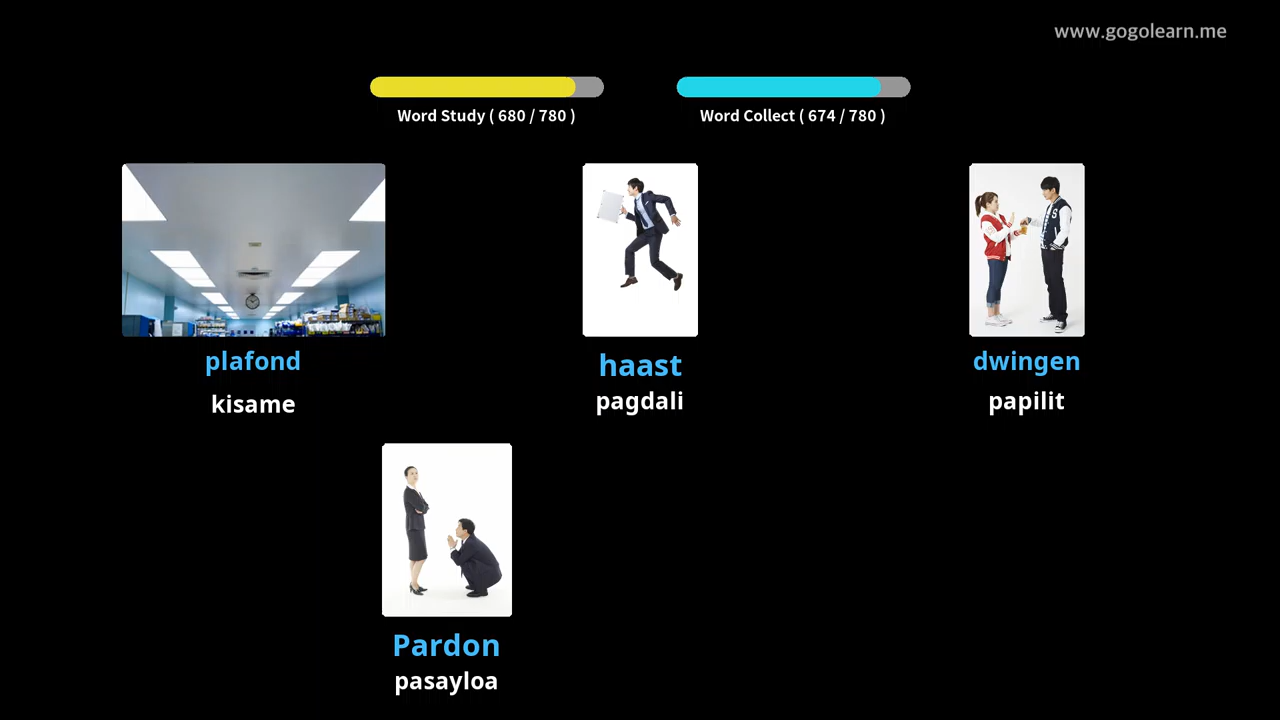 www.gogolearn.me
Word Study ( 680 / 780 )
Word Collect ( 674 / 780 )
plafond
kisame
haast
pagdali
dwingen
papilit
Pardon
pasayloa